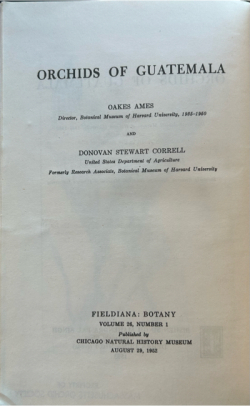 ORCHIDS OF GUATEMALA
OAKES AMES
Director, Botanical Museum of Harvard University,
AND
DONOVAN STEWART CORRELL
United States Department of Agriculture
Formerly Research Associate, Botanical Museum of Harvard University
FIELDIANA: BOTANY
VOLUME 26, NUMBER 1
Published by
CHICAGO NATURAL HISTORY MUSEUM
AUGUST 29, 1952